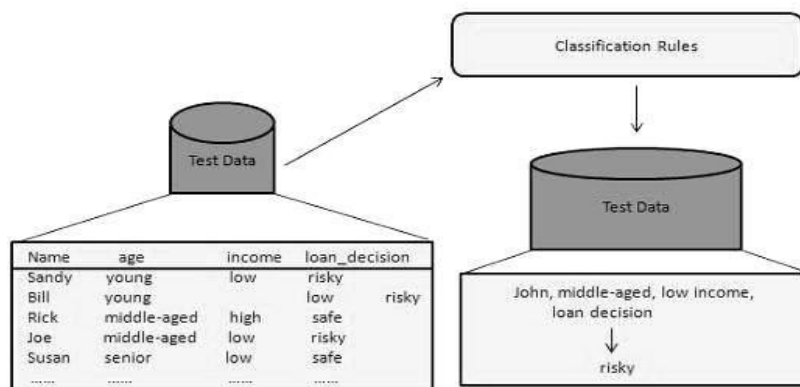 Classification Rules
Test Data
Name age income loan_decision
Sandy young low risky
Bill young low risky
Rick middle-aged high safe
Joe middle-aged low risky
Susan senior low safe
...... ...... ...... ......
Test Data
John, middle-aged, low income,
loan decision
risky